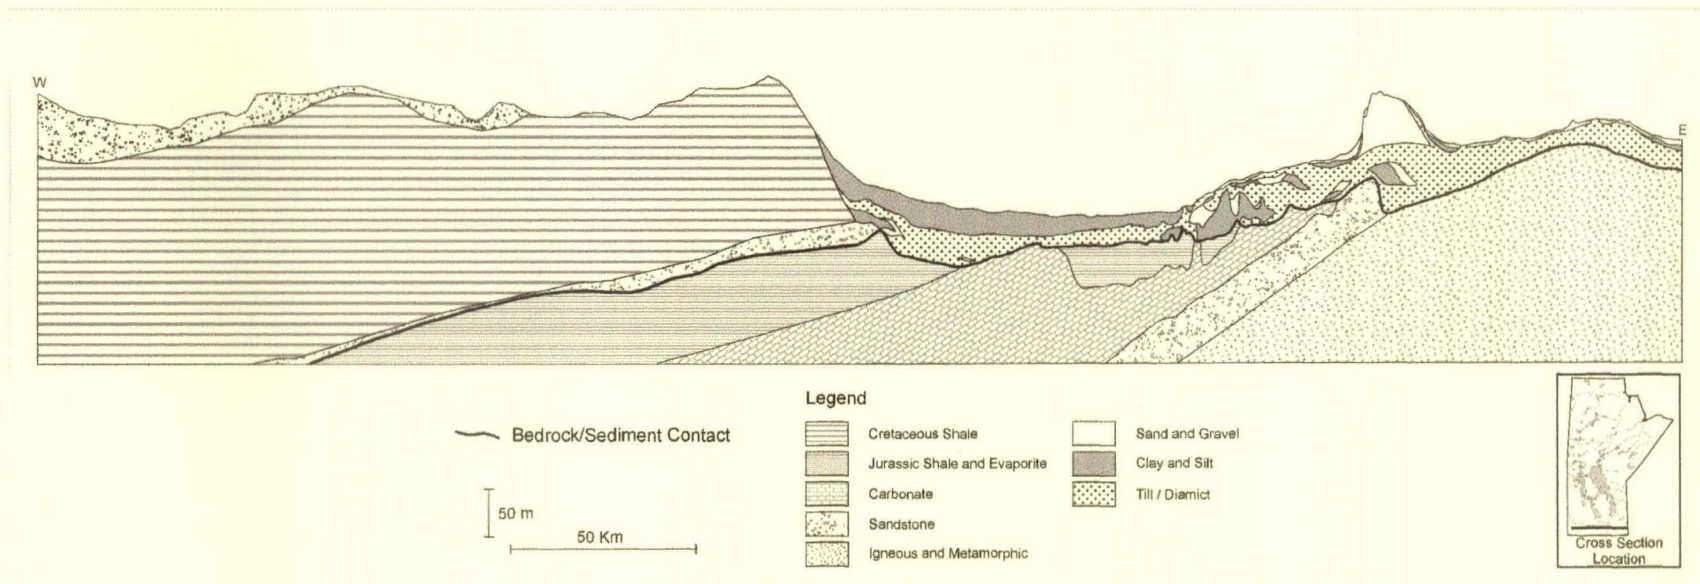 W
E
Legend
Bedrock/Sediment Contact
Cretaceous Shale
Jurassic Shale and Evaporite
Carbonate
Sandstone
Igneous and Metamorphic
Sand and Gravel
Clay and Silt
Till / Diamict
50 m
50 Km
Cross Section
Location